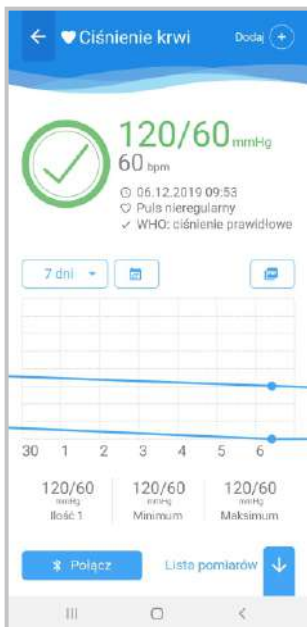 Ciśnienie krwi
Dodaj
120/60 mmHg
60 bpm
06.12.2019 09:53
Puls nieregularny
WHO: ciśnienie prawidłowe
7 dni
30 1 2 3 4 5 6
120/60 120/60 120/60
mmHg mmHg mmHg
Ilość 1 Minimum Maksimum
Połącz Lista pomiarów